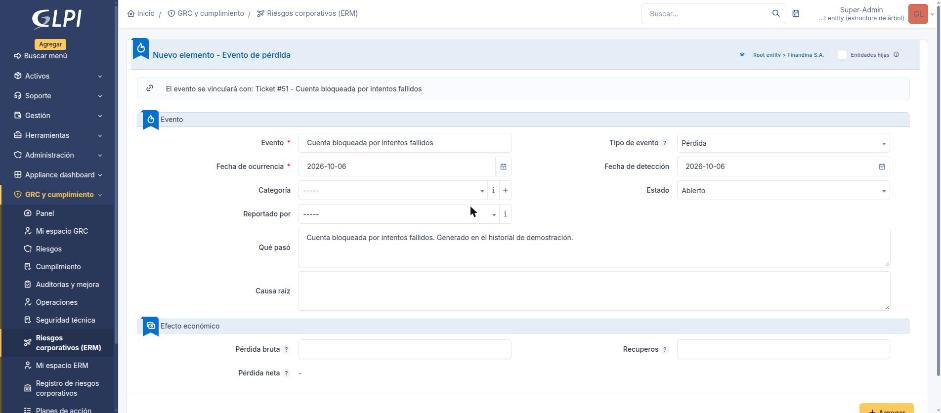 GLPI
Agregar
Buscar menú
Activos
Soporte
Gestión
Herramientas
Administración
Appliance dashboard
GRC y cumplimiento
Panel
Mi espacio GRC
Riesgos
Cumplimiento
Auditorías y mejora
Operaciones
Seguridad técnica
Riesgos
corporativos (ERM)
Mi espacio ERM
Registro de riesgos
corporativos
Planes de acción
Inicio / GRC y cumplimiento / Riesgos corporativos (ERM)
Buscar...
Super-Admin
...t entity (estructura de árbol)
GL
Nuevo elemento - Evento de pérdida
Root entity > Finandina S.A.
Entidades hijas
El evento se vinculará con: Ticket #51 - Cuenta bloqueada por intentos fallidos
Evento
Evento * Cuenta bloqueada por intentos fallidos
Tipo de evento ? Pérdida
Fecha de ocurrencia * 2026-10-06
Fecha de detección 2026-10-06
Categoría -----
Estado Abierto
Reportado por -----
Qué pasó Cuenta bloqueada por intentos fallidos. Generado en el historial de demostración.
Causa raíz
Efecto económico
Pérdida bruta ?
Recuperos ?
Pérdida neta ? -
+ Agregar